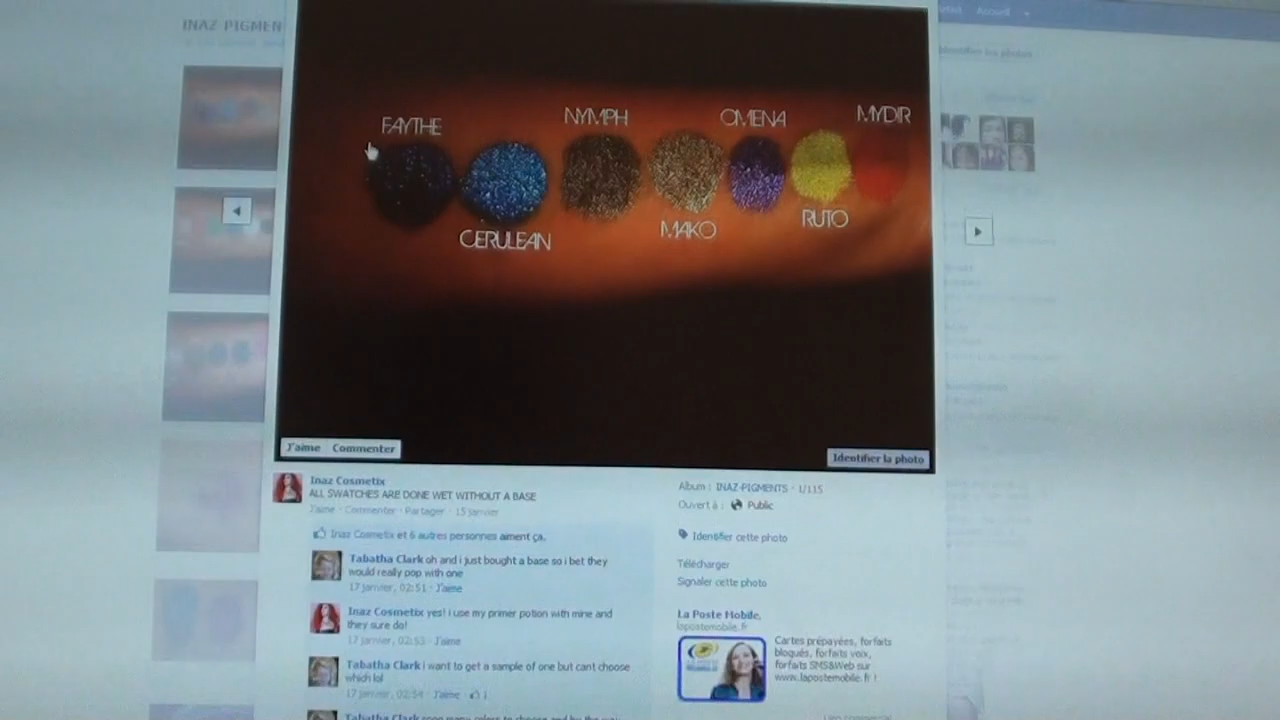 INAZ PIGMEN
Accueil
FAYTHE
NYMPH
OMENA
MYDIR
CERULEAN
MAKO
RUTO
J'aime Commenter
Identifier la photo
Inaz Cosmetix
ALL SWATCHES ARE DONE WET WITHOUT A BASE
J'aime · Commenter · Partager · 15 janvier
Inaz Cosmetix et 6 autres personnes aiment ça.
Tabatha Clark oh and i just bought a base so i bet they
would really pop with one
17 janvier, 02:51 · J'aime
Inaz Cosmetix yes! i use my primer potion with mine and
they sure do!
17 janvier, 02:53 · J'aime
Tabatha Clark i want to get a sample of one but cant choose
which lol
17 janvier, 02:54 · J'aime · 1
Tabatha Clark
Album : INAZ-PIGMENTS · 1/115
Ouvert à : Public
Identifier cette photo
Télécharger
Signaler cette photo
La Poste Mobile.
lapostemobile.fr
Cartes prépayées, forfaits
bloqués, forfaits voix,
forfaits SMS&Web sur
www.lapostemobile.fr !